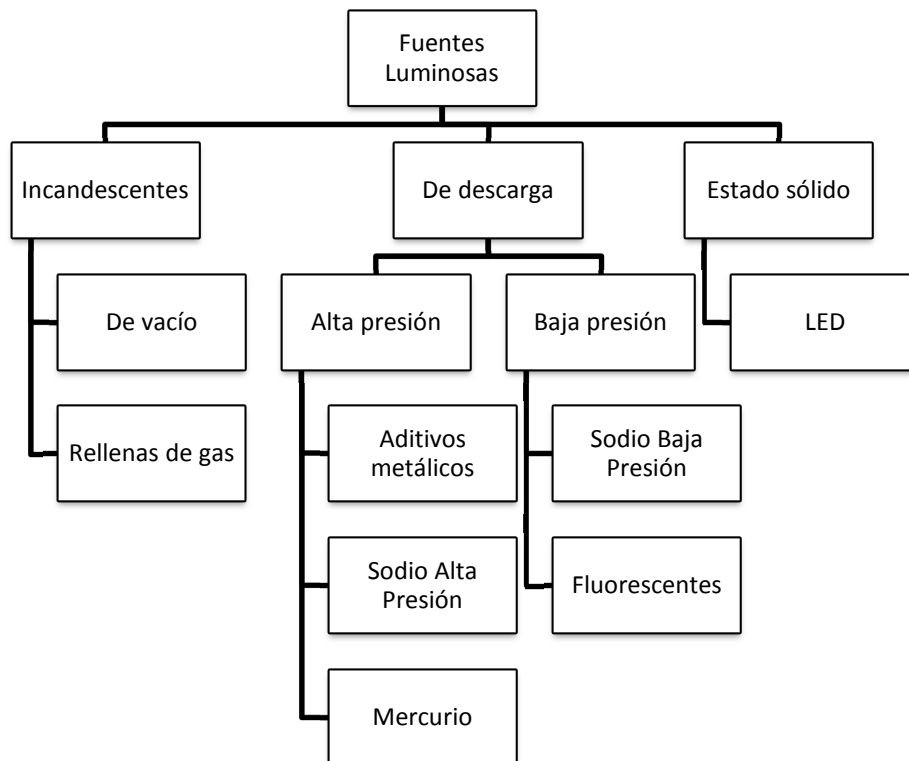 Fuentes
Luminosas
Incandescentes
De descarga
Estado sólido
De vacío
Alta presión
Baja presión
LED
Rellenas de gas
Aditivos
metálicos
Sodio Baja
Presión
Sodio Alta
Presión
Fluorescentes
Mercurio